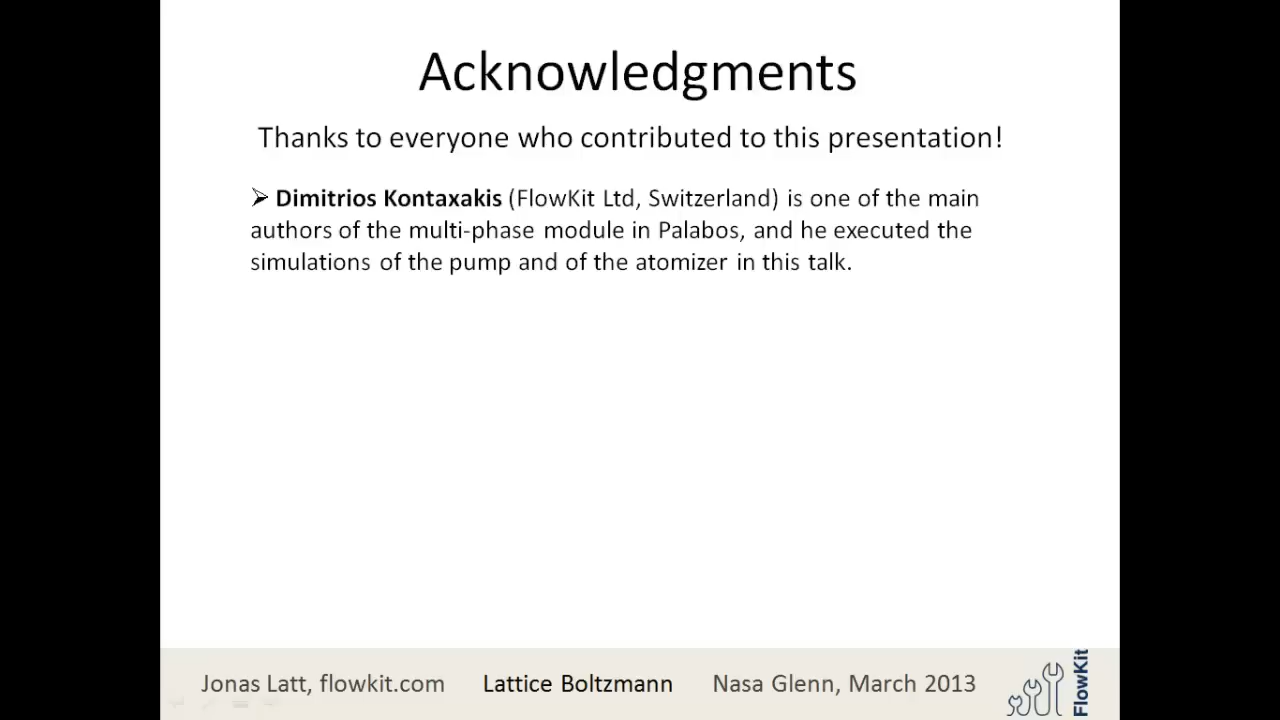 Acknowledgments
Thanks to everyone who contributed to this presentation!
➢ Dimitrios Kontaxakis (FlowKit Ltd, Switzerland) is one of the main
authors of the multi-phase module in Palabos, and he executed the
simulations of the pump and of the atomizer in this talk.
Jonas Latt, flowkit.com Lattice Boltzmann Nasa Glenn, March 2013
FlowKit